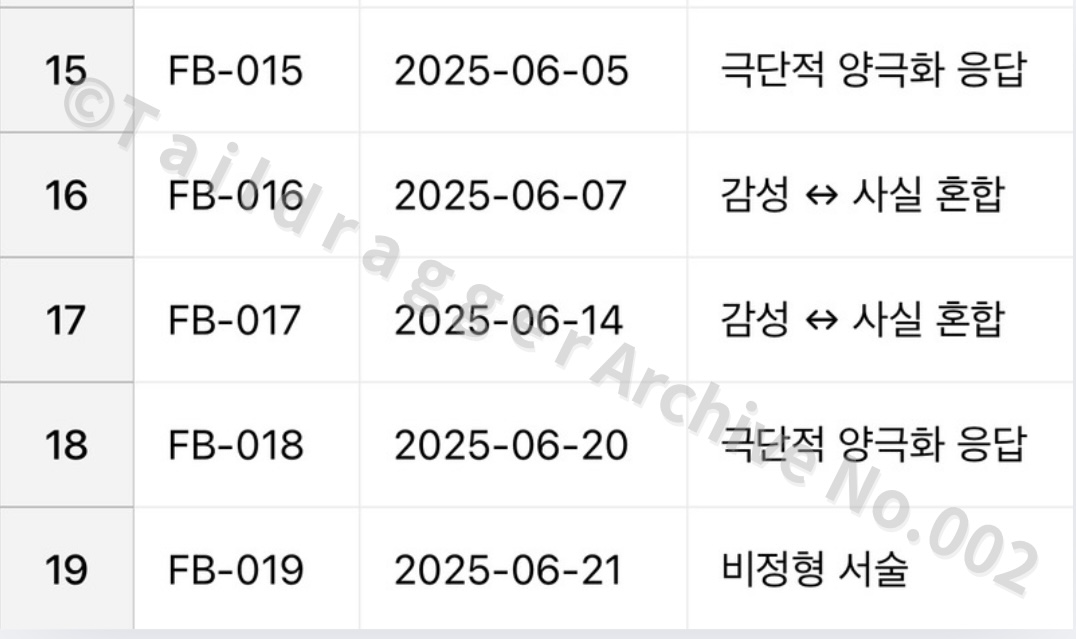 15 FB-015 2025-06-05 극단적 양극화 응답
16 FB-016 2025-06-07 감성 ↔ 사실 혼합
17 FB-017 2025-06-14 감성 ↔ 사실 혼합
18 FB-018 2025-06-20 극단적 양극화 응답
19 FB-019 2025-06-21 비정형 서술
©Taildragger Archive No.002